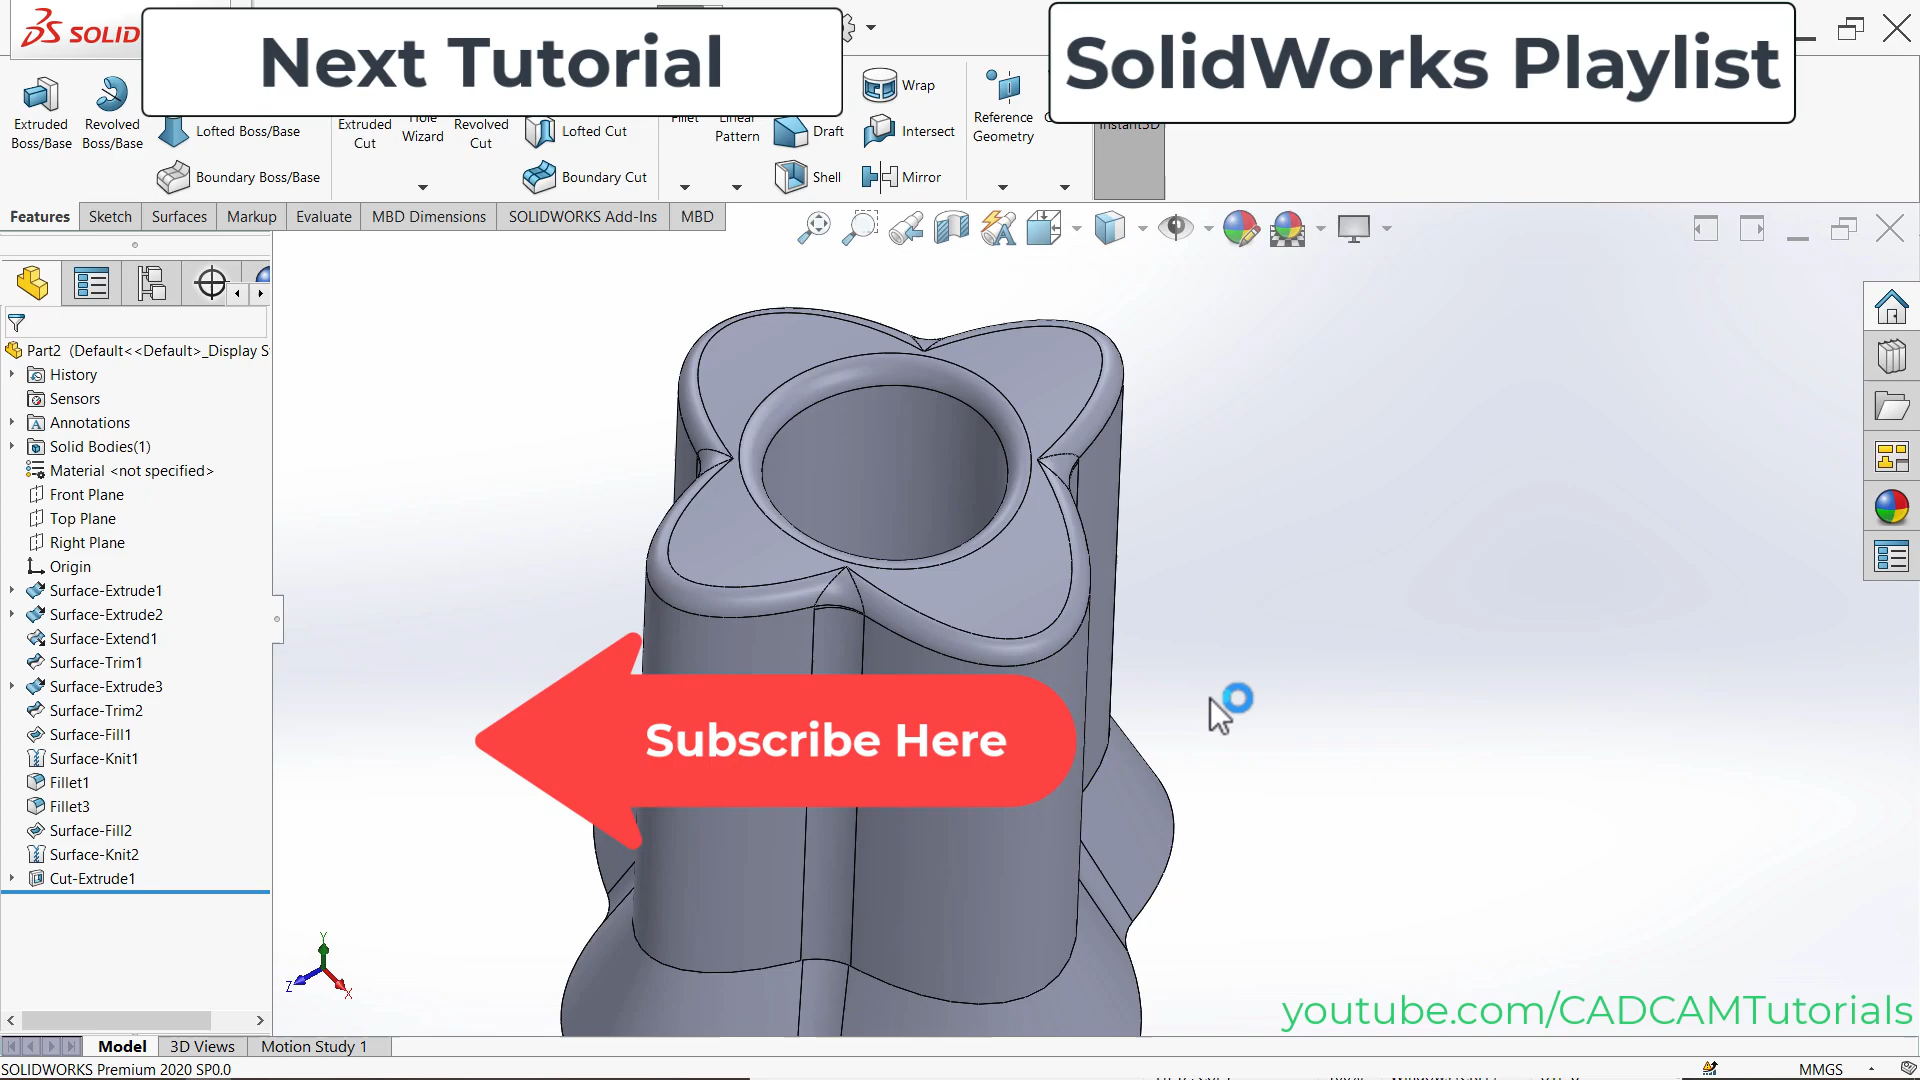 SOLID
Next Tutorial
SolidWorks Playlist
Extruded
Boss/Base
Revolved
Boss/Base
Lofted Boss/Base
Boundary Boss/Base
Extruded
Cut
Hole
Wizard
Revolved
Cut
Lofted Cut
Boundary Cut
Fillet
Linear
Pattern
Draft
Shell
Wrap
Intersect
Mirror
Reference
Geometry
Instant3D
Features
Sketch
Surfaces
Markup
Evaluate
MBD Dimensions
SOLIDWORKS Add-Ins
MBD
Part2 (Default<<Default>_Display S
History
Sensors
Annotations
Solid Bodies(1)
Material <not specified>
Front Plane
Top Plane
Right Plane
Origin
Surface-Extrude1
Surface-Extrude2
Surface-Extend1
Surface-Trim1
Surface-Extrude3
Surface-Trim2
Surface-Fill1
Surface-Knit1
Fillet1
Fillet3
Surface-Fill2
Surface-Knit2
Cut-Extrude1
Subscribe Here
Y
Z
X
youtube.com/CADCAMTutorials
Model
3D Views
Motion Study 1
SOLIDWORKS Premium 2020 SP0.0
MMGS